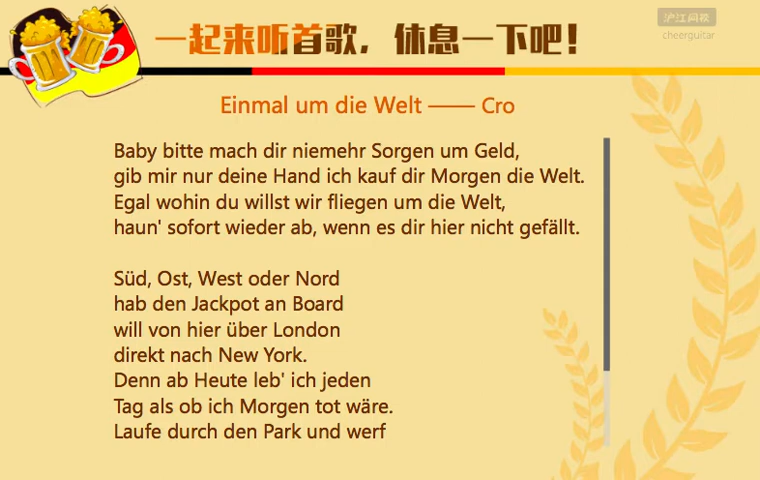 一起来听首歌，休息一下吧！
沪江网校
cheerguitar
Einmal um die Welt —— Cro
Baby bitte mach dir niemehr Sorgen um Geld,
gib mir nur deine Hand ich kauf dir Morgen die Welt.
Egal wohin du willst wir fliegen um die Welt,
haun' sofort wieder ab, wenn es dir hier nicht gefällt.
Süd, Ost, West oder Nord
hab den Jackpot an Board
will von hier über London
direkt nach New York.
Denn ab Heute leb' ich jeden
Tag als ob ich Morgen tot wäre.
Laufe durch den Park und werf